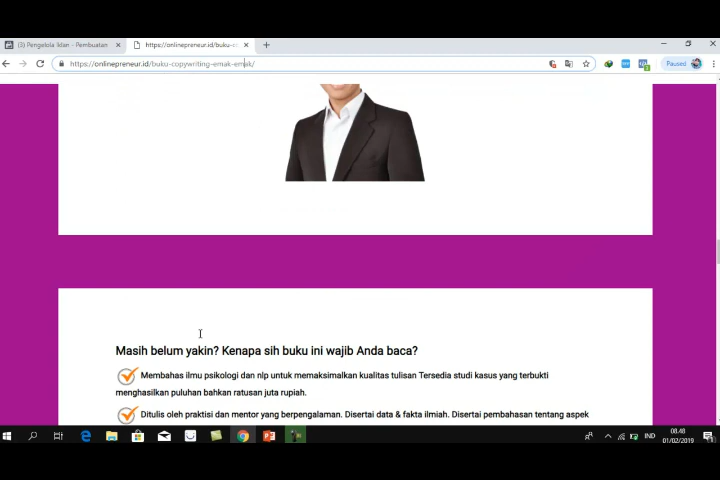 (3) Pengelola Iklan - Pembuatan
https://onlinepreneur.id/buku-co
https://onlinepreneur.id/buku-copywriting-emak-emak/
Paused
Masih belum yakin? Kenapa sih buku ini wajib Anda baca?
Membahas ilmu psikologi dan nlp untuk memaksimalkan kualitas tulisan Tersedia studi kasus yang terbukti
menghasilkan puluhan bahkan ratusan juta rupiah.
Ditulis oleh praktisi dan mentor yang berpengalaman. Disertai data & fakta ilmiah. Disertai pembahasan tentang aspek
IND
08.48
01/02/2019